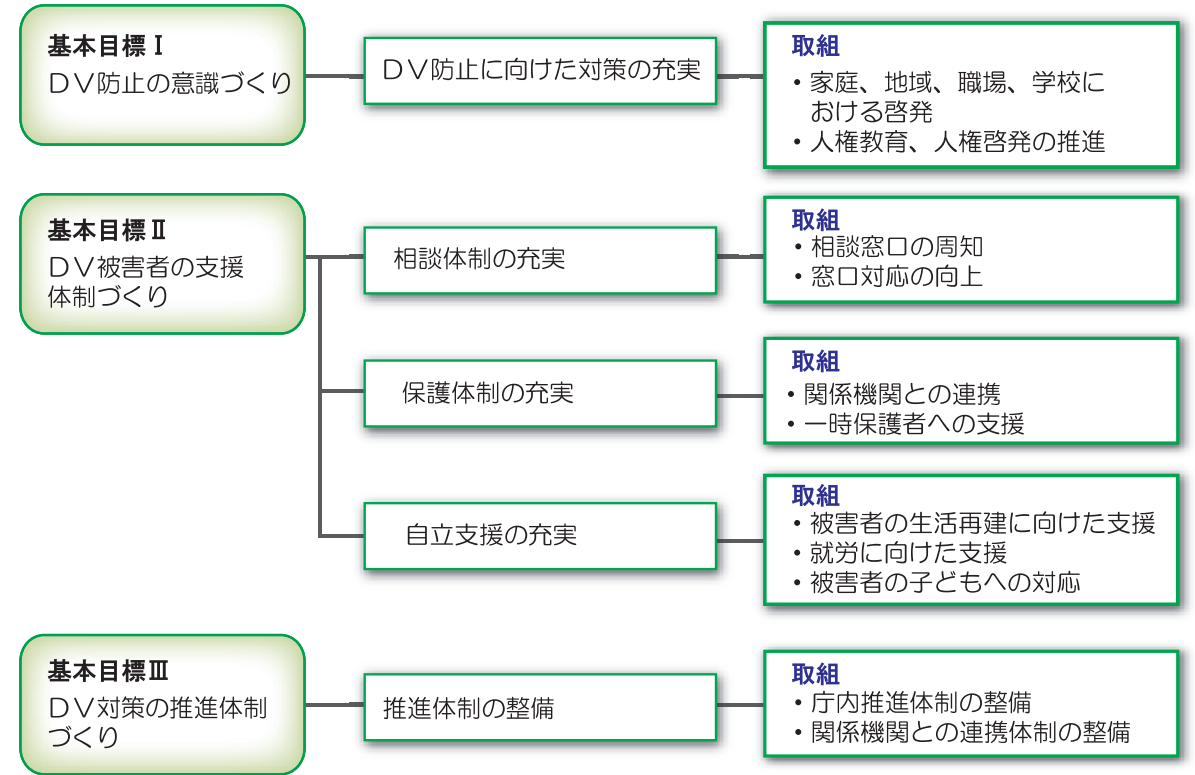 基本目標Ⅰ
ＤＶ防止の意識づくり
ＤＶ防止に向けた対策の充実
取組
・家庭、地域、職場、学校に
おける啓発
・人権教育、人権啓発の推進
基本目標Ⅱ
ＤＶ被害者の支援
体制づくり
相談体制の充実
取組
・相談窓口の周知
・窓口対応の向上
保護体制の充実
取組
・関係機関との連携
・一時保護者への支援
自立支援の充実
取組
・被害者の生活再建に向けた支援
・就労に向けた支援
・被害者の子どもへの対応
基本目標Ⅲ
ＤＶ対策の推進体制
づくり
推進体制の整備
取組
・庁内推進体制の整備
・関係機関との連携体制の整備